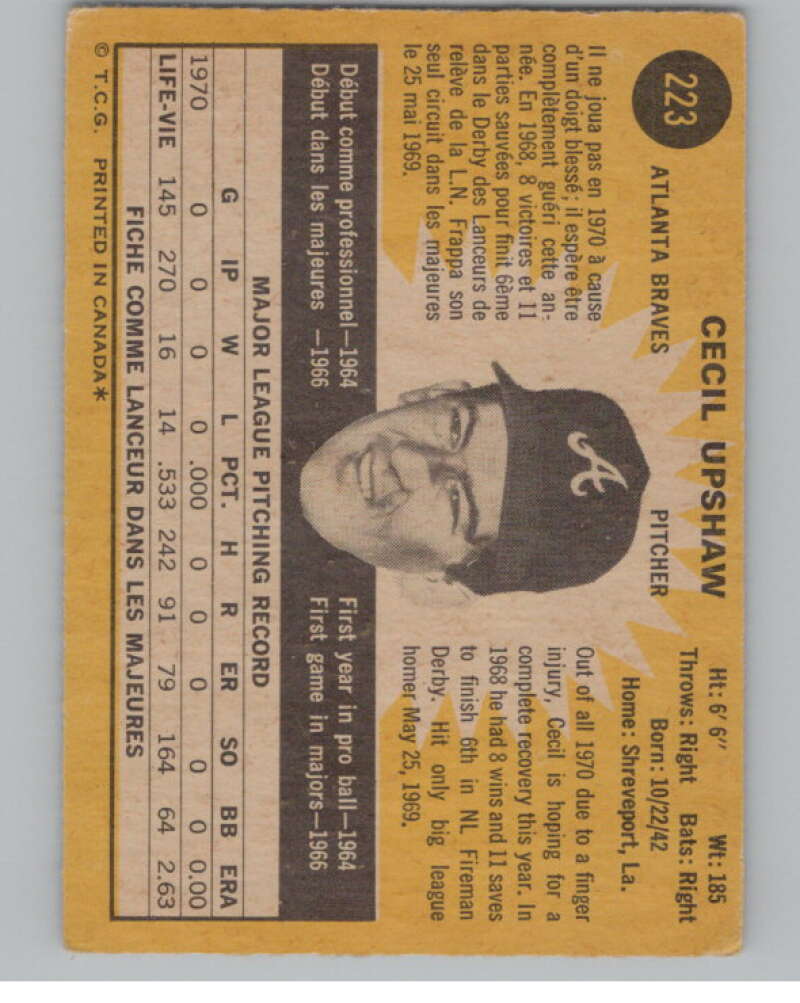 223
CECIL UPSHAW
ATLANTA BRAVES PITCHER
Ht: 6' 6" Wt: 185
Throws: Right Bats: Right
Born: 10/22/42
Home: Shreveport, La.
Il ne joua pas en 1970 à cause
d'un doigt blessé; il espère être
complètement guéri cette an-
née. En 1968, 8 victoires et 11
parties sauvées pour finit 6ème
dans le Derby des Lanceurs de
relève de la L.N. Frappa son
seul circuit dans les majeures
le 25 mai 1969.
A
Out of all 1970 due to a finger
injury, Cecil is hoping for a
complete recovery this year. In
1968 he had 8 wins and 11 saves
to finish 6th in NL Fireman
Derby. Hit only big league
homer May 25, 1969.
Début comme professionnel—1964
Début dans les majeures —1966
First year in pro ball—1964
First game in majors—1966
MAJOR LEAGUE PITCHING RECORD
G IP W L PCT. H R ER SO BB ERA
1970 0 0 0 0 .000 0 0 0 0 0 0.00
LIFE-VIE 145 270 16 14 .533 242 91 79 164 64 2.63
FICHE COMME LANCEUR DANS LES MAJEURES
© T.C.G. PRINTED IN CANADA*